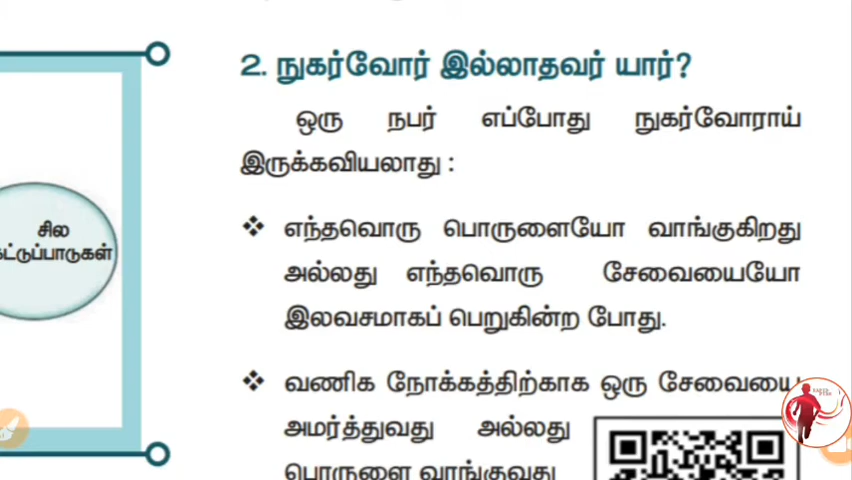 2. நுகர்வோர் இல்லாதவர் யார்?
ஒரு நபர் எப்போது நுகர்வோராய்
இருக்கவியலாது :
❖ எந்தவொரு பொருளையோ வாங்குகிறது
அல்லது எந்தவொரு சேவையையோ
இலவசமாகப் பெறுகின்ற போது.
❖ வணிக நோக்கத்திற்காக ஒரு சேவையை
அமர்த்துவது அல்லது
பொருளை வாங்குவது
சில